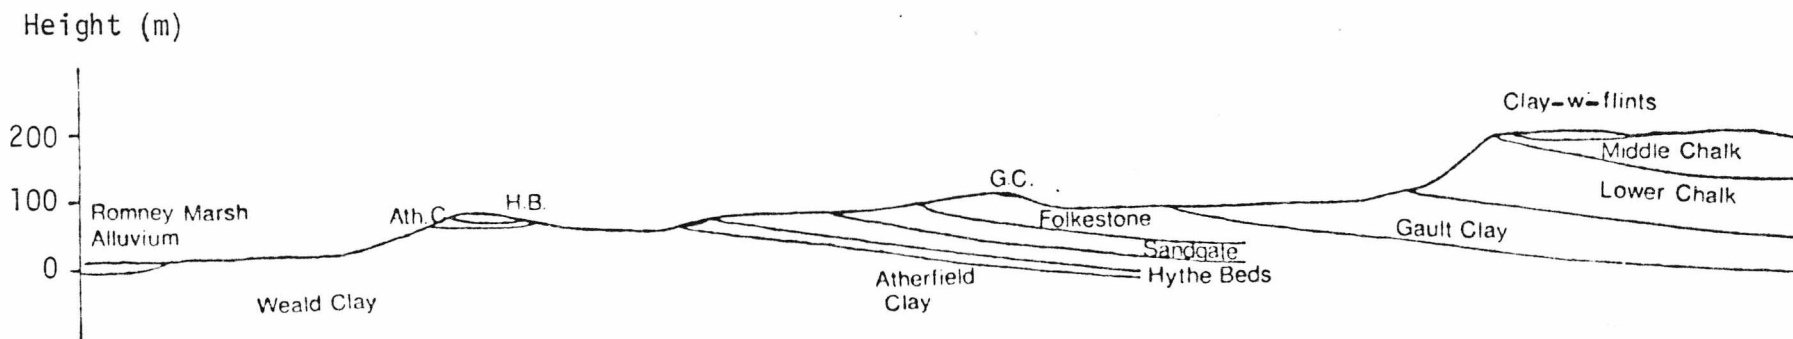 Height (m)
200
100
0
Romney Marsh
Alluvium
Weald Clay
Ath.C
H.B.
Atherfield
Clay
G.C.
Folkestone
Sandgate
Hythe Beds
Gault Clay
Clay-w-flints
Middle Chalk
Lower Chalk